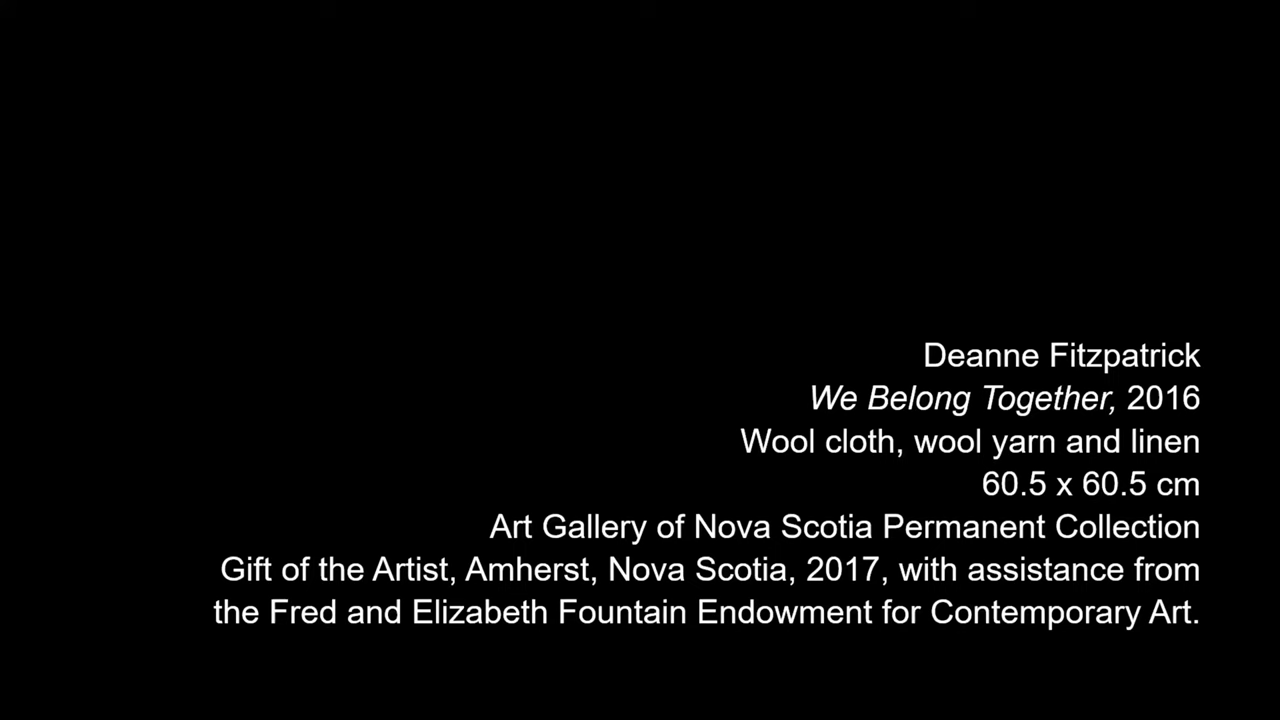 Deanne Fitzpatrick
We Belong Together, 2016
Wool cloth, wool yarn and linen
60.5 x 60.5 cm
Art Gallery of Nova Scotia Permanent Collection
Gift of the Artist, Amherst, Nova Scotia, 2017, with assistance from
the Fred and Elizabeth Fountain Endowment for Contemporary Art.